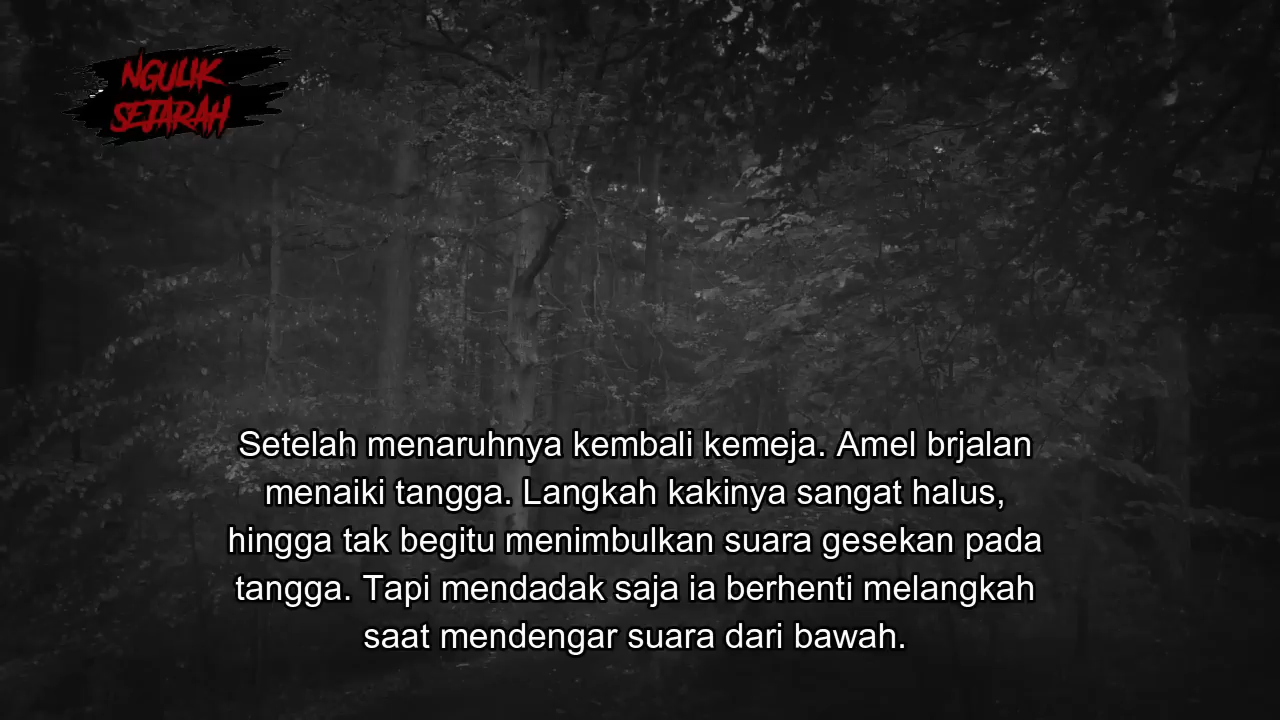 NGULIK
SEJARAH
Setelah menaruhnya kembali kemeja. Amel brjalan
menaiki tangga. Langkah kakinya sangat halus,
hingga tak begitu menimbulkan suara gesekan pada
tangga. Tapi mendadak saja ia berhenti melangkah
saat mendengar suara dari bawah.